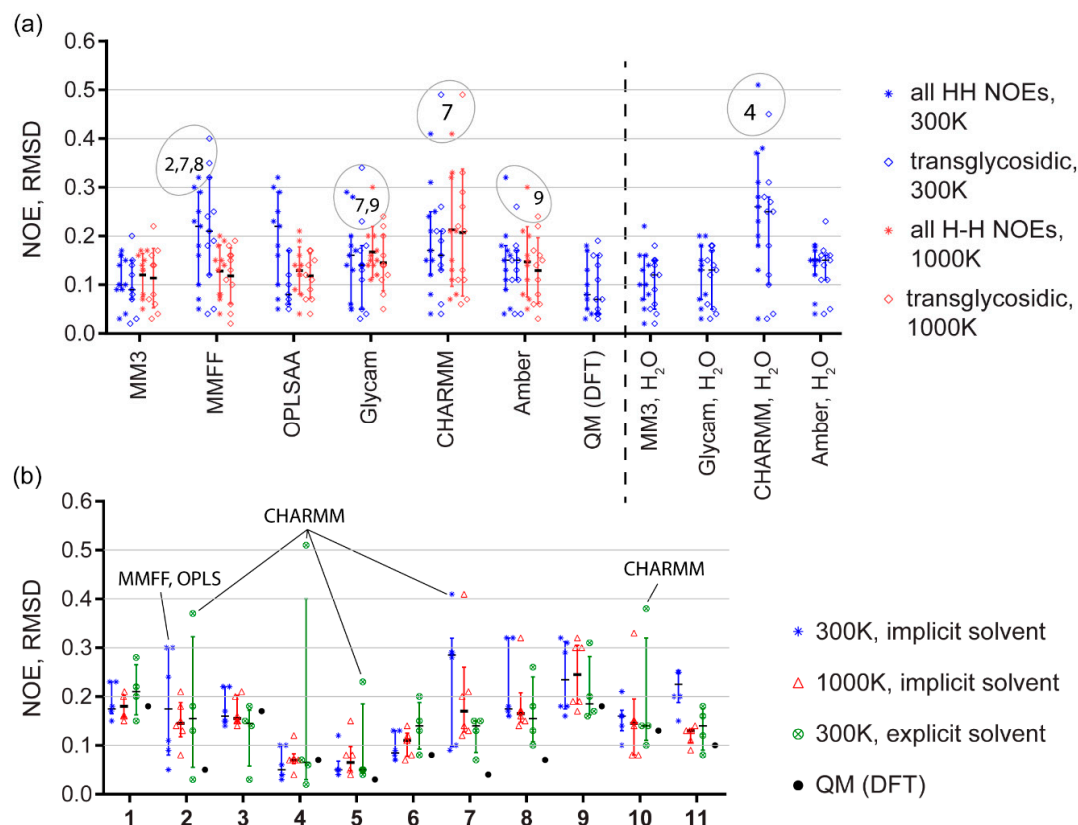 (a)
NOE, RMSD
0.6
0.5
0.4
0.3
0.2
0.1
0.0
2,7,8
7,9
7
9
4
MM3
MMFF
OPLSAA
Glycam
CHARMM
Amber
QM (DFT)
MM3, H₂O
Glycam, H₂O
CHARMM, H₂O
Amber, H₂O
all HH NOEs,
300K
transglycosidic,
300K
all H-H NOEs,
1000K
transglycosidic,
1000K
(b)
NOE, RMSD
0.6
0.5
0.4
0.3
0.2
0.1
0.0
CHARMM
MMFF, OPLS
CHARMM
1 2 3 4 5 6 7 8 9 10 11
300K, implicit solvent
1000K, implicit solvent
300K, explicit solvent
QM (DFT)